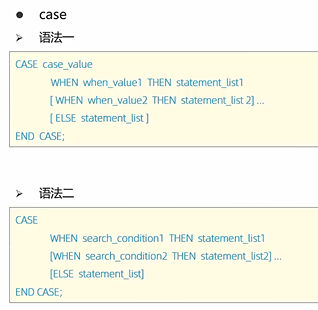 ● case
➢ 语法一
CASE case_value
WHEN when_value1 THEN statement_list1
[ WHEN when_value2 THEN statement_list 2] ...
[ ELSE statement_list ]
END CASE;
➢ 语法二
CASE
WHEN search_condition1 THEN statement_list1
[WHEN search_condition2 THEN statement_list2] ...
[ELSE statement_list]
END CASE;